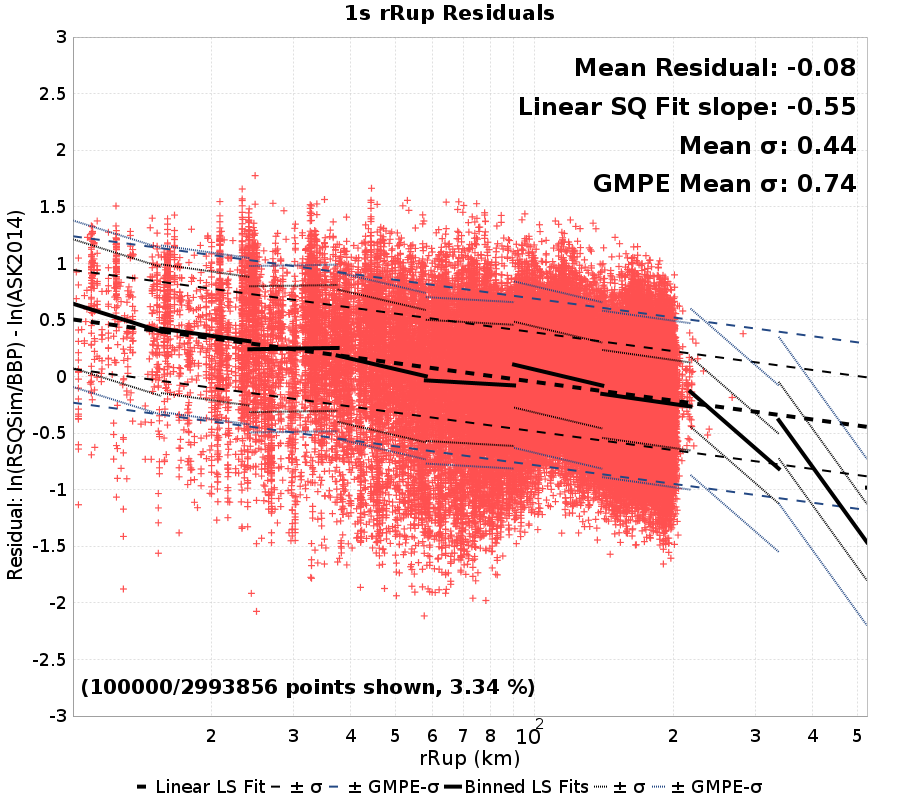 1s rRup Residuals
Mean Residual: -0.08
Linear SQ Fit slope: -0.55
Mean σ: 0.44
GMPE Mean σ: 0.74
Residual: ln(RSQSim/BBP) - ln(ASK2014)
3
2.5
2
1.5
1
0.5
0
-0.5
-1
-1.5
-2
-2.5
-3
(100000/2993856 points shown, 3.34 %)
2 3 4 5 6 7 8 10² 2 3 4 5
rRup (km)
Linear LS Fit ± σ ± GMPE-σ Binned LS Fits ± σ ± GMPE-σ